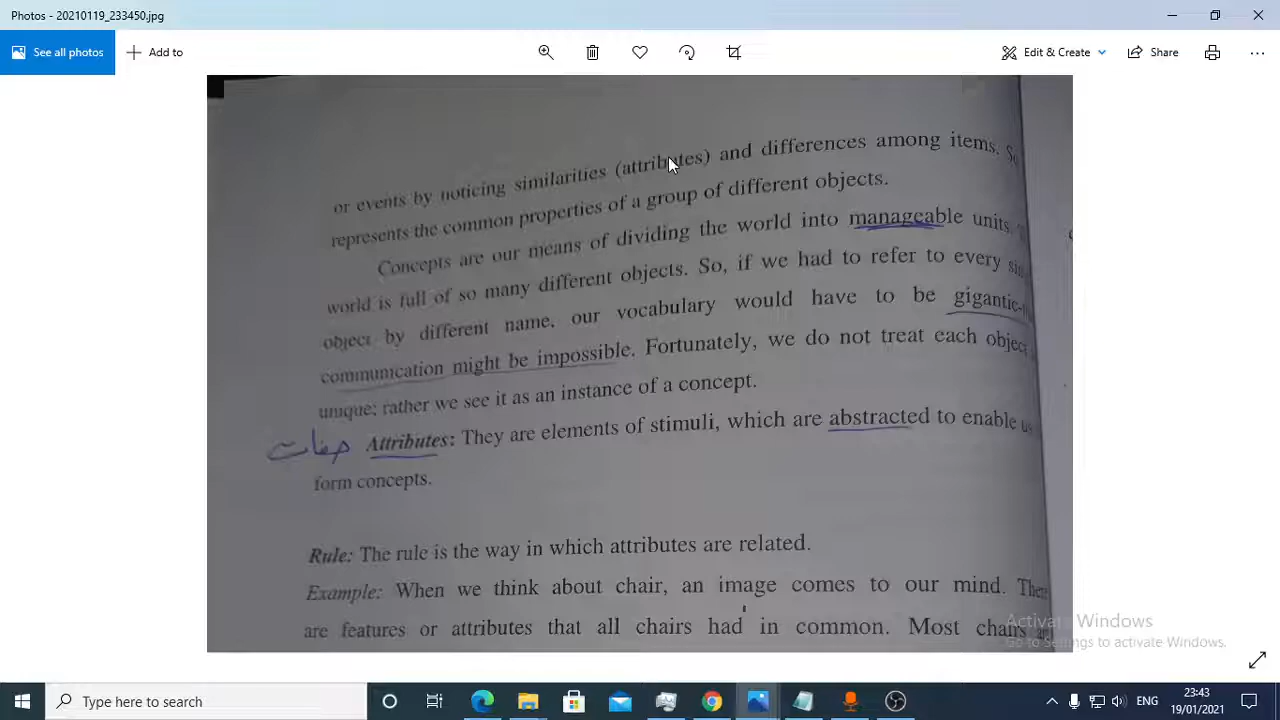 Photos - 20210119_233450.jpg
See all photos
Add to
Edit & Create
Share
or events by noticing similarities (attributes) and differences among items. So
represents the common properties of a group of different objects.
Concepts are our means of dividing the world into manageable units.
world is full of so many different objects. So, if we had to refer to every
object by different name, our vocabulary would have to be gigantic-
communication might be impossible. Fortunately, we do not treat each object
unique; rather we see it as an instance of a concept.
صفات Attributes: They are elements of stimuli, which are abstracted to enable us
form concepts.
Rule: The rule is the way in which attributes are related.
Example: When we think about chair, an image comes to our mind. There
are features or attributes that all chairs had in common. Most chairs
Activate Windows
Go to Settings to activate Windows.
Type here to search
ENG
23:43
19/01/2021